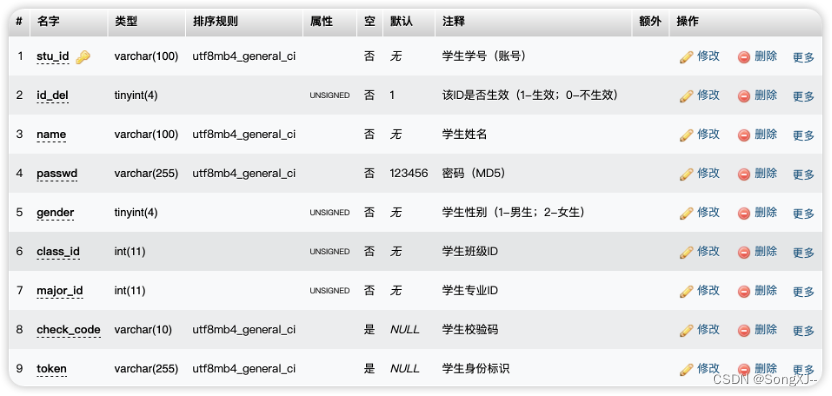 # 名字 类型 排序规则 属性 空 默认 注释 额外 操作
1 stu_id varchar(100) utf8mb4_general_ci 否 无 学生学号（账号） 修改 删除 更多
2 id_del tinyint(4) UNSIGNED 否 1 该ID是否生效（1-生效；0-不生效） 修改 删除 更多
3 name varchar(100) utf8mb4_general_ci 否 无 学生姓名 修改 删除 更多
4 passwd varchar(255) utf8mb4_general_ci 否 123456 密码（MD5） 修改 删除 更多
5 gender tinyint(4) UNSIGNED 否 无 学生性别（1-男生；2-女生） 修改 删除 更多
6 class_id int(11) UNSIGNED 否 无 学生班级ID 修改 删除 更多
7 major_id int(11) UNSIGNED 否 无 学生专业ID 修改 删除 更多
8 check_code varchar(10) utf8mb4_general_ci 是 NULL 学生校验码 修改 删除 更多
9 token varchar(255) utf8mb4_general_ci 是 NULL 学生身份标识 修改 删除 更多
CSDN @SongXJ--